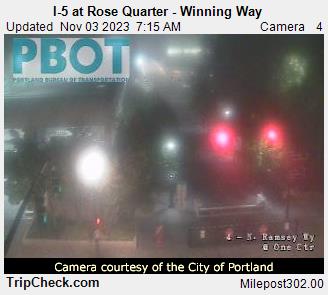 I-5 at Rose Quarter - Winning Way
Updated Nov 03 2023 7:15 AM Camera 4
PBOT
PORTLAND BUREAU OF TRANSPORTATION
4 - N. Ramsey Wy
@ One Ctr
Camera courtesy of the City of Portland
TripCheck.com Milepost302.00